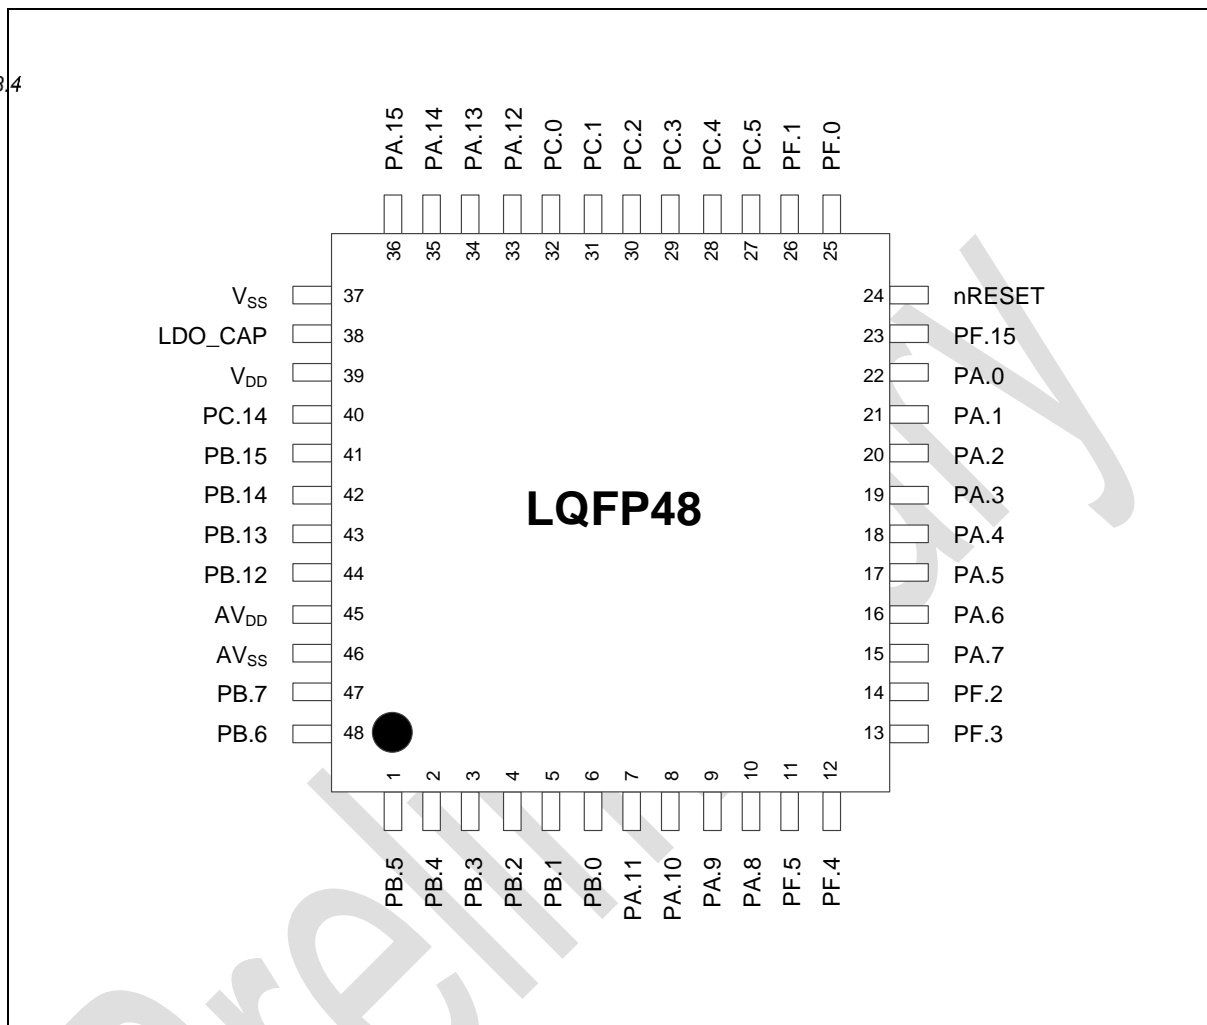 3.4
PA.15
PA.14
PA.13
PA.12
PC.0
PC.1
PC.2
PC.3
PC.4
PC.5
PF.1
PF.0
36
35
34
33
32
31
30
29
28
27
26
25
VSS 37
LDO_CAP 38
VDD 39
PC.14 40
PB.15 41
PB.14 42
PB.13 43
PB.12 44
AVDD 45
AVSS 46
PB.7 47
PB.6 48
LQFP48
24 nRESET
23 PF.15
22 PA.0
21 PA.1
20 PA.2
19 PA.3
18 PA.4
17 PA.5
16 PA.6
15 PA.7
14 PF.2
13 PF.3
1
2
3
4
5
6
7
8
9
10
11
12
PB.5
PB.4
PB.3
PB.2
PB.1
PB.0
PA.11
PA.10
PA.9
PA.8
PF.5
PF.4